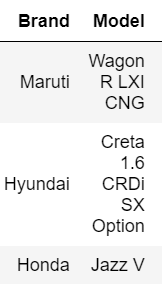 Brand Model
Wagon
Maruti R LXI
CNG
Creta
1.6
Hyundai CRDi
SX
Option
Honda Jazz V